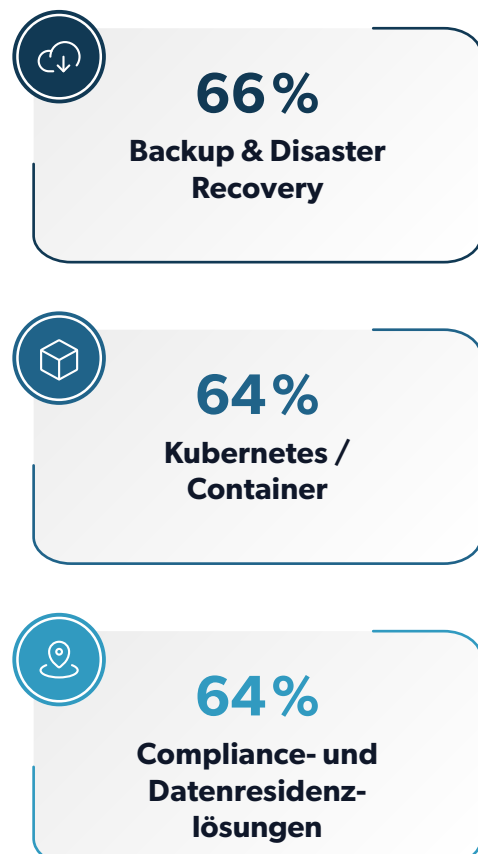 66 %
Backup & Disaster
Recovery
64 %
Kubernetes /
Container
64 %
Compliance- und
Datenresidenz-
lösungen